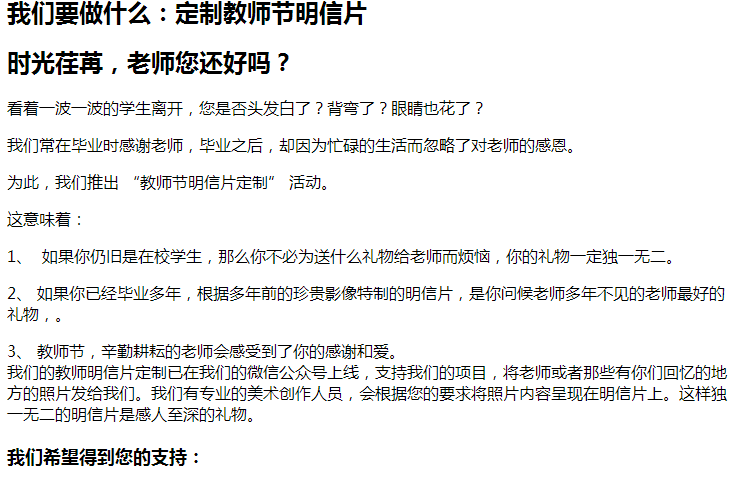 我们要做什么：定制教师节明信片
时光荏苒，老师您还好吗？
看着一波一波的学生离开，您是否头发白了？背弯了？眼睛也花了？
我们常在毕业时感谢老师，毕业之后，却因为忙碌的生活而忽略了对老师的感恩。
为此，我们推出 “教师节明信片定制” 活动。
这意味着：
1、 如果你仍旧是在校学生，那么你不必为送什么礼物给老师而烦恼，你的礼物一定独一无二。
2、 如果你已经毕业多年，根据多年前的珍贵影像特制的明信片，是你问候老师多年不见的老师最好的
礼物，。
3、 教师节，辛勤耕耘的老师会感受到了你的感谢和爱。
我们的教师明信片定制已在我们的微信公众号上线，支持我们的项目，将老师或者那些有你们回忆的地
方的照片发给我们。我们有专业的美术创作人员，会根据您的要求将照片内容呈现在明信片上。这样独
一无二的明信片是感人至深的礼物。
我们希望得到您的支持：